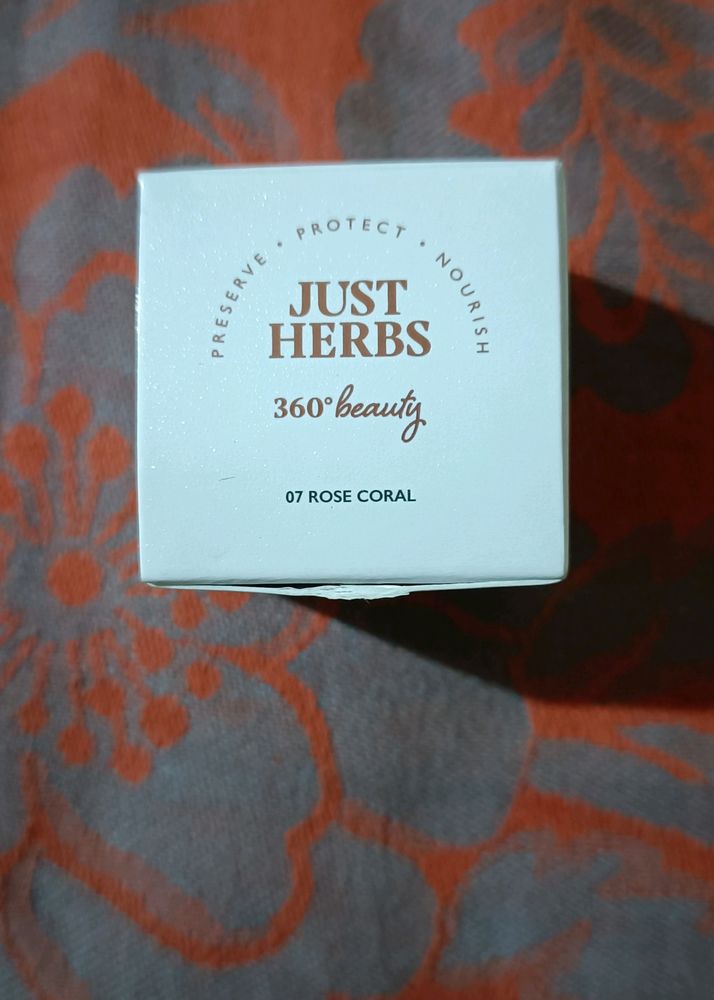 PRESERVE • PROTECT • NOURISH
JUST
HERBS
360° beauty
07 ROSE CORAL